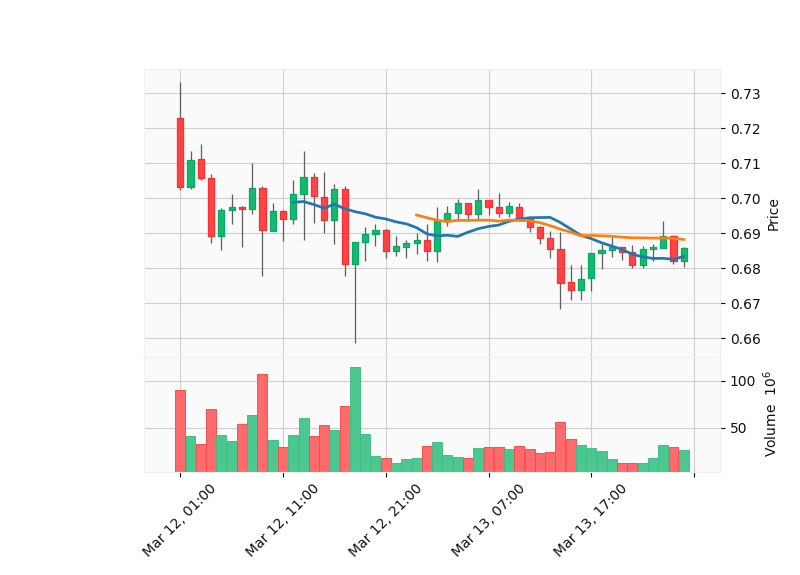 0.73
0.72
0.71
0.70
0.69
0.68
0.67
0.66
Price
100
50
Volume 10^6
Mar 12, 01:00
Mar 12, 11:00
Mar 12, 21:00
Mar 13, 07:00
Mar 13, 17:00